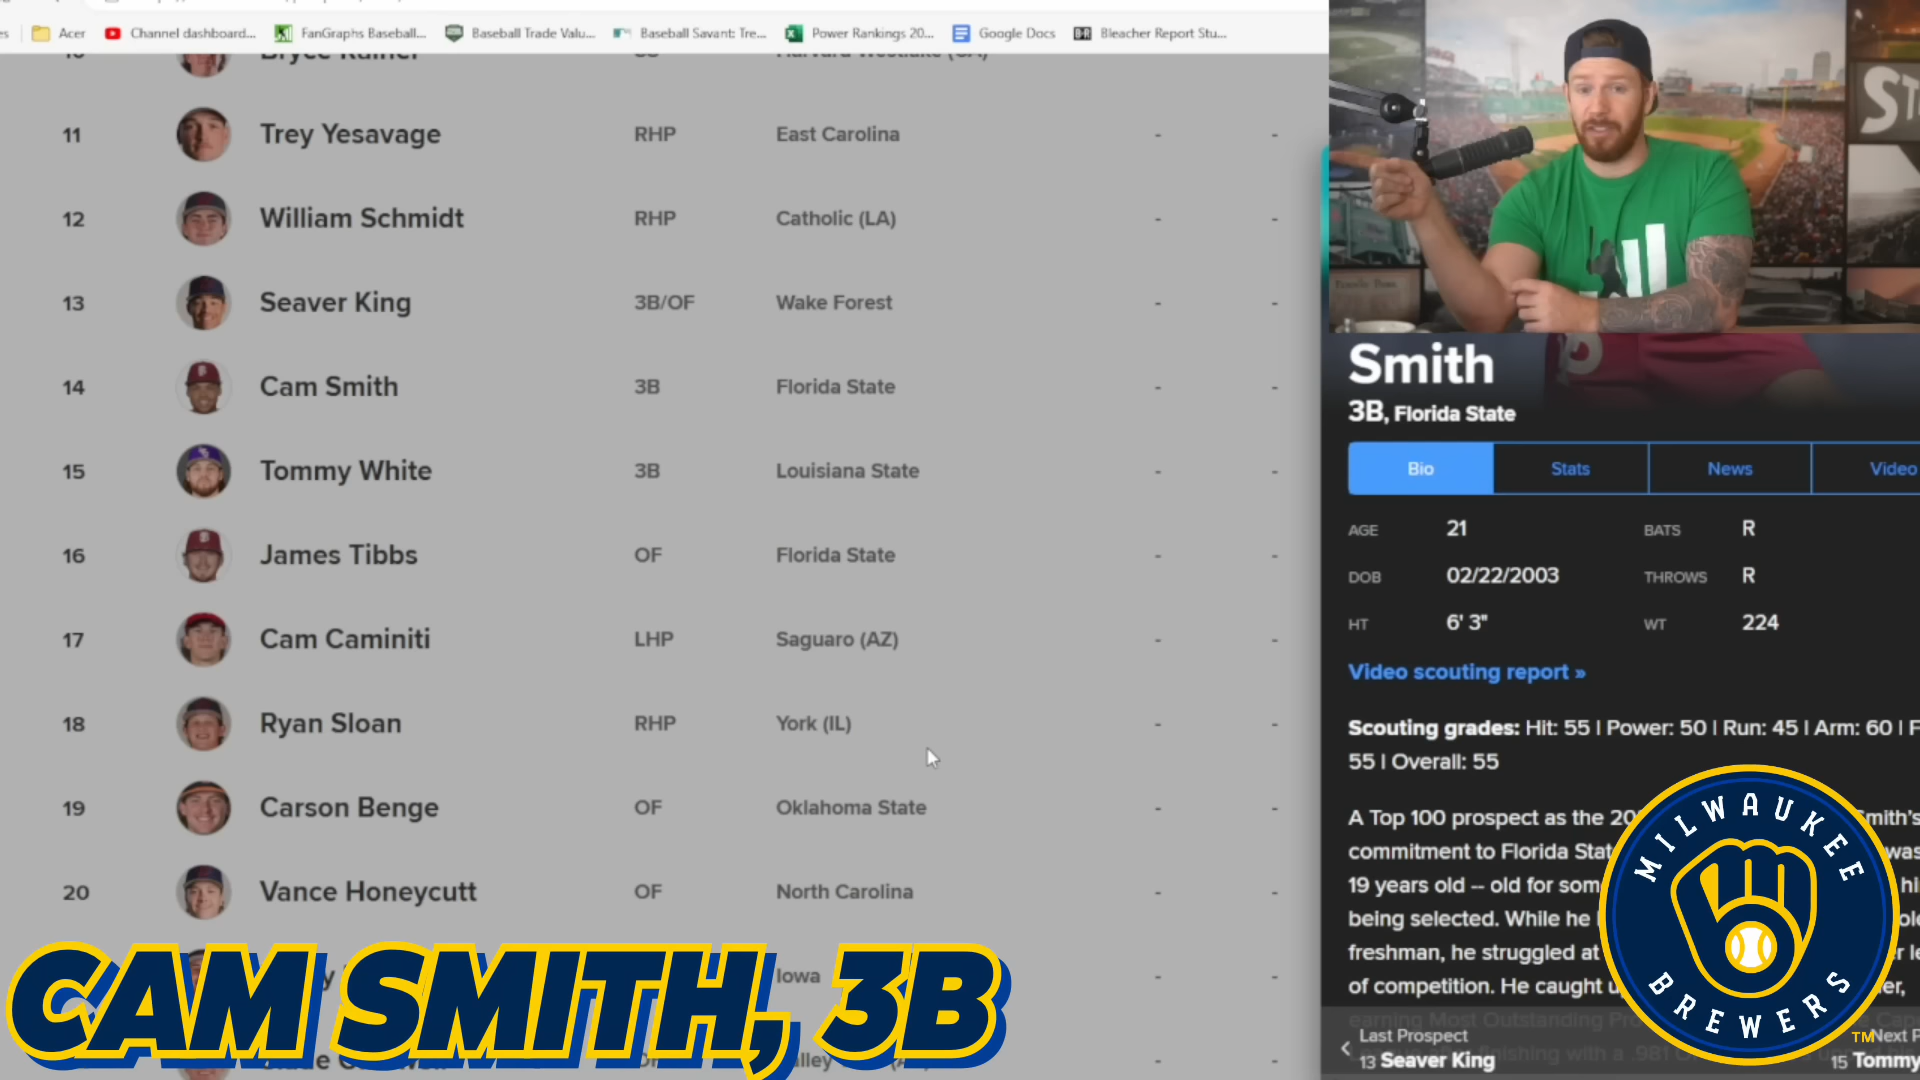 Acer
Channel dashboard...
FanGraphs Baseball...
Baseball Trade Valu...
Baseball Savant: Tre...
Power Rankings 20...
Google Docs
Bleacher Report Stu...
11 Trey Yesavage RHP East Carolina - -
12 William Schmidt RHP Catholic (LA) - -
13 Seaver King 3B/OF Wake Forest - -
14 Cam Smith 3B Florida State - -
15 Tommy White 3B Louisiana State - -
16 James Tibbs OF Florida State - -
17 Cam Caminiti LHP Saguaro (AZ) - -
18 Ryan Sloan RHP York (IL) - -
19 Carson Benge OF Oklahoma State - -
20 Vance Honeycutt OF North Carolina - -
Iowa - -
CAM SMITH, 3B
Smith
3B, Florida State
Bio Stats News Video
AGE 21 BATS R
DOB 02/22/2003 THROWS R
HT 6' 3" WT 224
Video scouting report »
Scouting grades: Hit: 55 | Power: 50 | Run: 45 | Arm: 60 | F
55 | Overall: 55
A Top 100 prospect as the 20 Smith's
commitment to Florida Stat was
19 years old -- old for som
being selected. While he
freshman, he struggled at
of competition. He caught
Last Prospect
13 Seaver King
Next P
15 Tommy
MILWAUKEE
BREWERS
TM